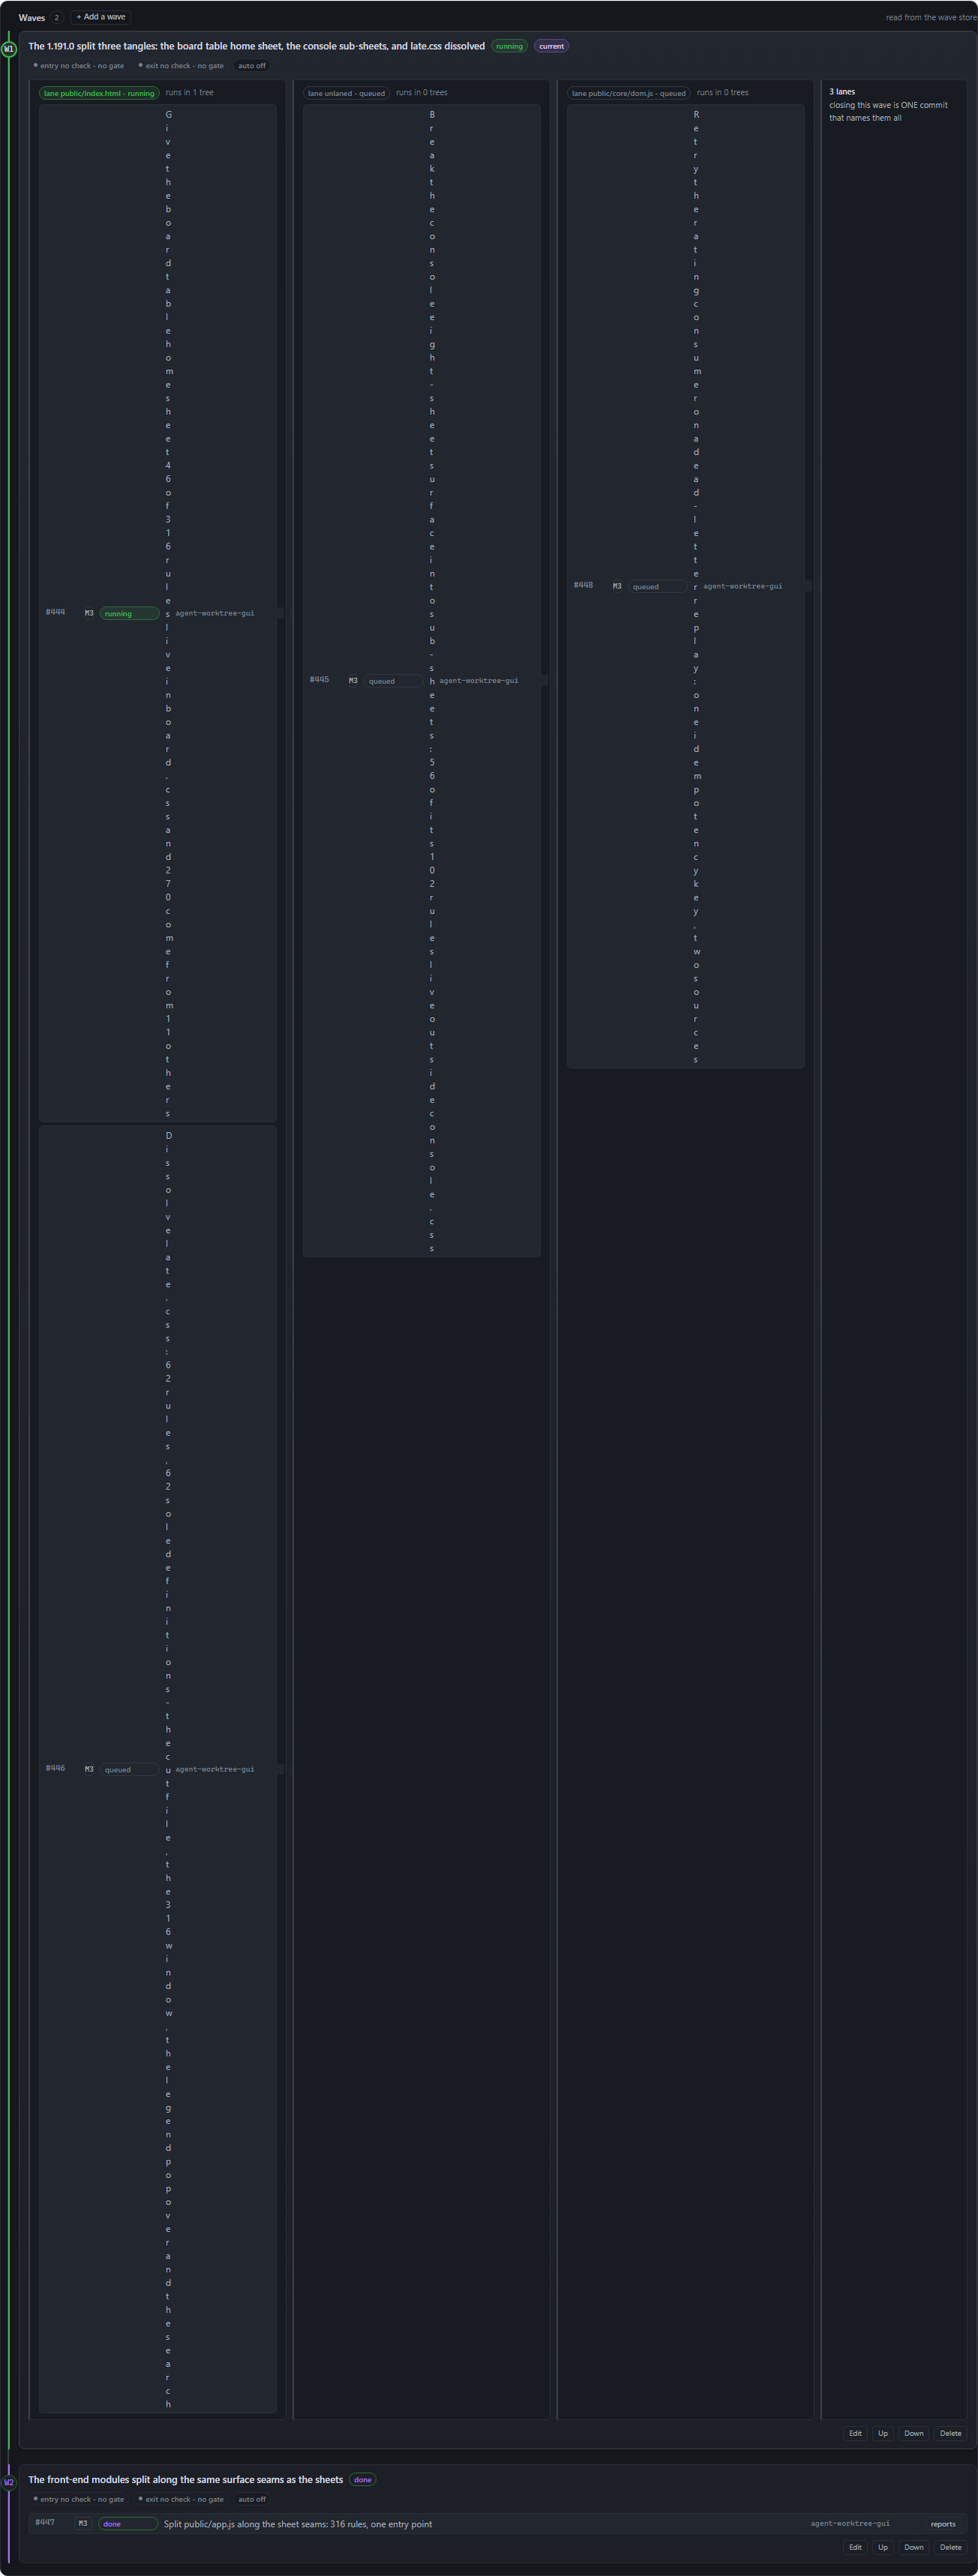 Waves 2 + Add a wave
read from the wave store
W1
The 1.191.0 split three tangles: the board table home sheet, the console sub-sheets, and late.css dissolved running current
entry no check - no gate exit no check - no gate auto off
lane public/index.html - running runs in 1 tree
#444 M3 running Give the board table home sheet 46 of 316 rules live in board.css and 270 come from 11 others agent-worktree-gui
#446 M3 queued Dissolve late.css: 62 rules, 62 sole definitions - the cut file, the 316 window, the legend popover and the search agent-worktree-gui
lane unlaned - queued runs in 0 trees
#445 M3 queued Break the console eight-sheet surface into sub-sheets: 56 of its 102 rules live outside console.css agent-worktree-gui
lane public/core/dom.js - queued runs in 0 trees
#448 M3 queued Retry the rating consumer on a dead-letter replay: one idempotency key, two sources agent-worktree-gui
3 lanes
closing this wave is ONE commit
that names them all
Edit Up Down Delete
W2
The front-end modules split along the same surface seams as the sheets done
entry no check - no gate exit no check - no gate auto off
#447 M3 done Split public/app.js along the sheet seams: 316 rules, one entry point agent-worktree-gui reports
Edit Up Down Delete